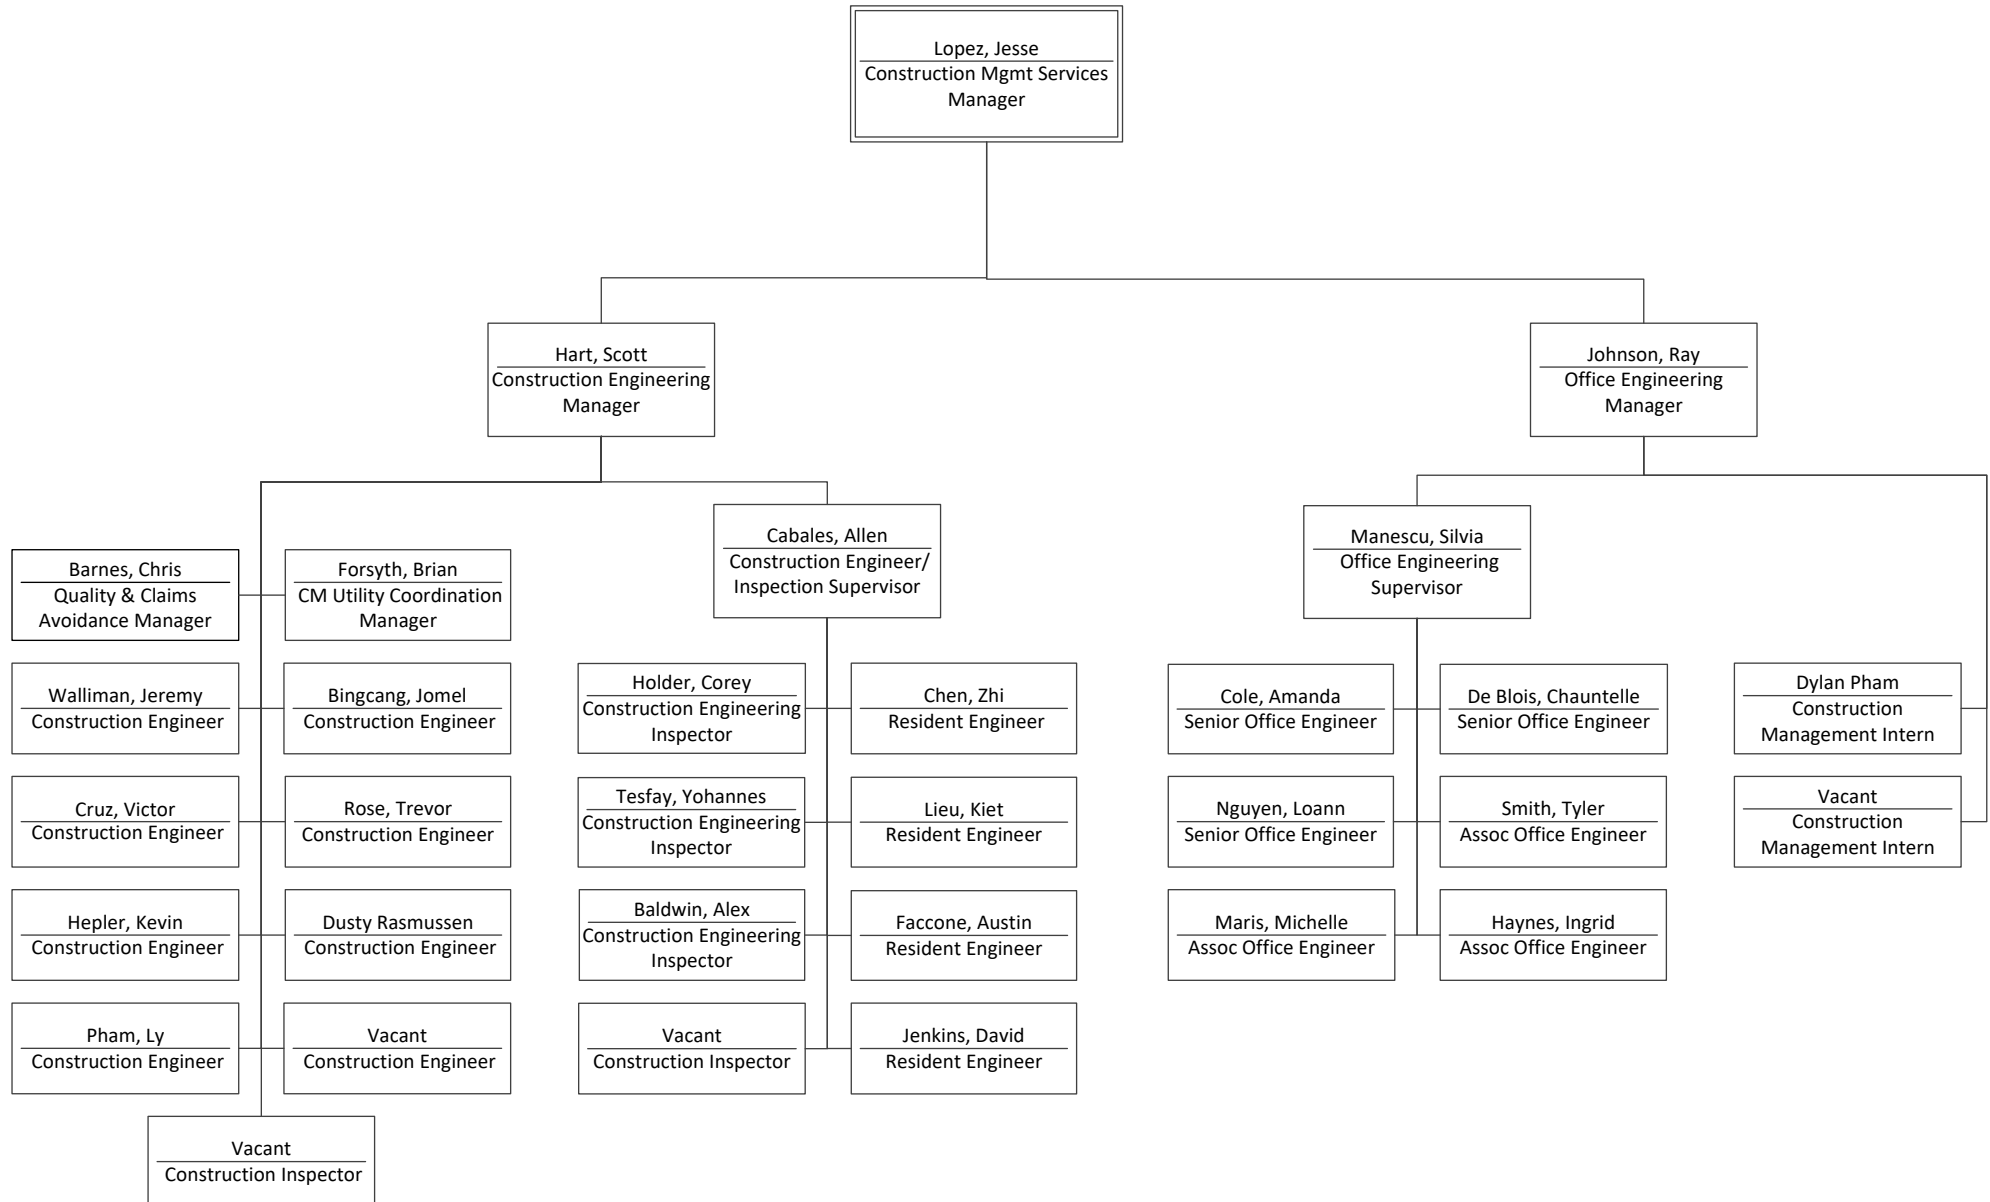 Lopez, Jesse
Construction Mgmt Services
Manager
Hart, Scott
Construction Engineering
Manager
Johnson, Ray
Office Engineering
Manager
Barnes, Chris
Quality & Claims
Avoidance Manager
Forsyth, Brian
CM Utility Coordination
Manager
Walliman, Jeremy
Construction Engineer
Bingcang, Jomel
Construction Engineer
Cruz, Victor
Construction Engineer
Rose, Trevor
Construction Engineer
Hepler, Kevin
Construction Engineer
Dusty Rasmussen
Construction Engineer
Pham, Ly
Construction Engineer
Vacant
Construction Engineer
Vacant
Construction Inspector
Cabales, Allen
Construction Engineer/
Inspection Supervisor
Holder, Corey
Construction Engineering
Inspector
Chen, Zhi
Resident Engineer
Tesfay, Yohannes
Construction Engineering
Inspector
Lieu, Kiet
Resident Engineer
Baldwin, Alex
Construction Engineering
Inspector
Faccone, Austin
Resident Engineer
Vacant
Construction Inspector
Jenkins, David
Resident Engineer
Manescu, Silvia
Office Engineering
Supervisor
Cole, Amanda
Senior Office Engineer
De Blois, Chauntelle
Senior Office Engineer
Nguyen, Loann
Senior Office Engineer
Smith, Tyler
Assoc Office Engineer
Maris, Michelle
Assoc Office Engineer
Haynes, Ingrid
Assoc Office Engineer
Dylan Pham
Construction
Management Intern
Vacant
Construction
Management Intern